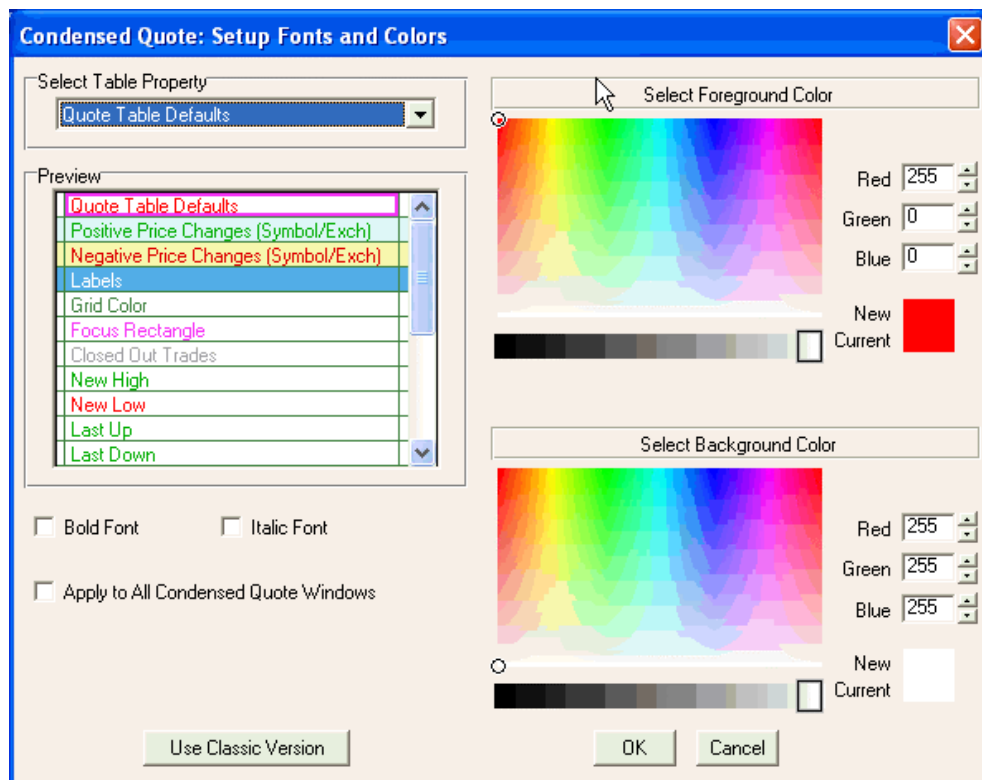 Condensed Quote: Setup Fonts and Colors
Select Table Property
Quote Table Defaults
Preview
Quote Table Defaults
Positive Price Changes (Symbol/Exch)
Negative Price Changes (Symbol/Exch)
Labels
Grid Color
Focus Rectangle
Closed Out Trades
New High
New Low
Last Up
Last Down
Bold Font
Italic Font
Apply to All Condensed Quote Windows
Use Classic Version
Select Foreground Color
Red 255
Green 0
Blue 0
New
Current
Select Background Color
Red 255
Green 255
Blue 255
New
Current
OK
Cancel